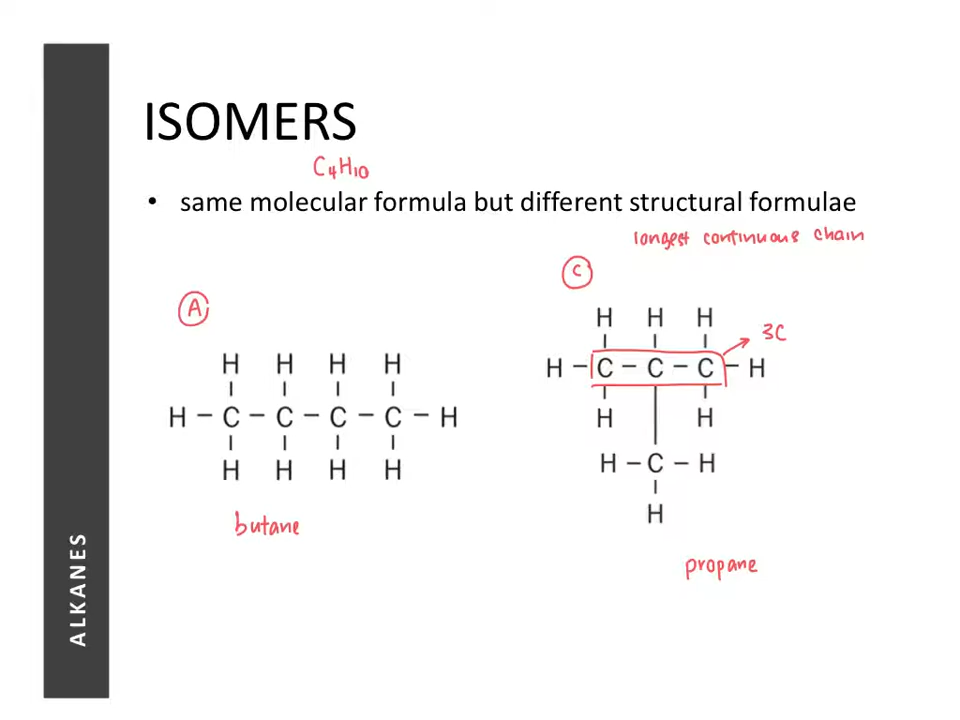 ISOMERS
C₄H₁₀
• same molecular formula but different structural formulae
longest continuous chain
C
A
H H H
3C
H – C – C – C – H
H H H H
H H
H – C – C – C – C – H
H – C – H
H H H H
H
butane
propane
ALKANES